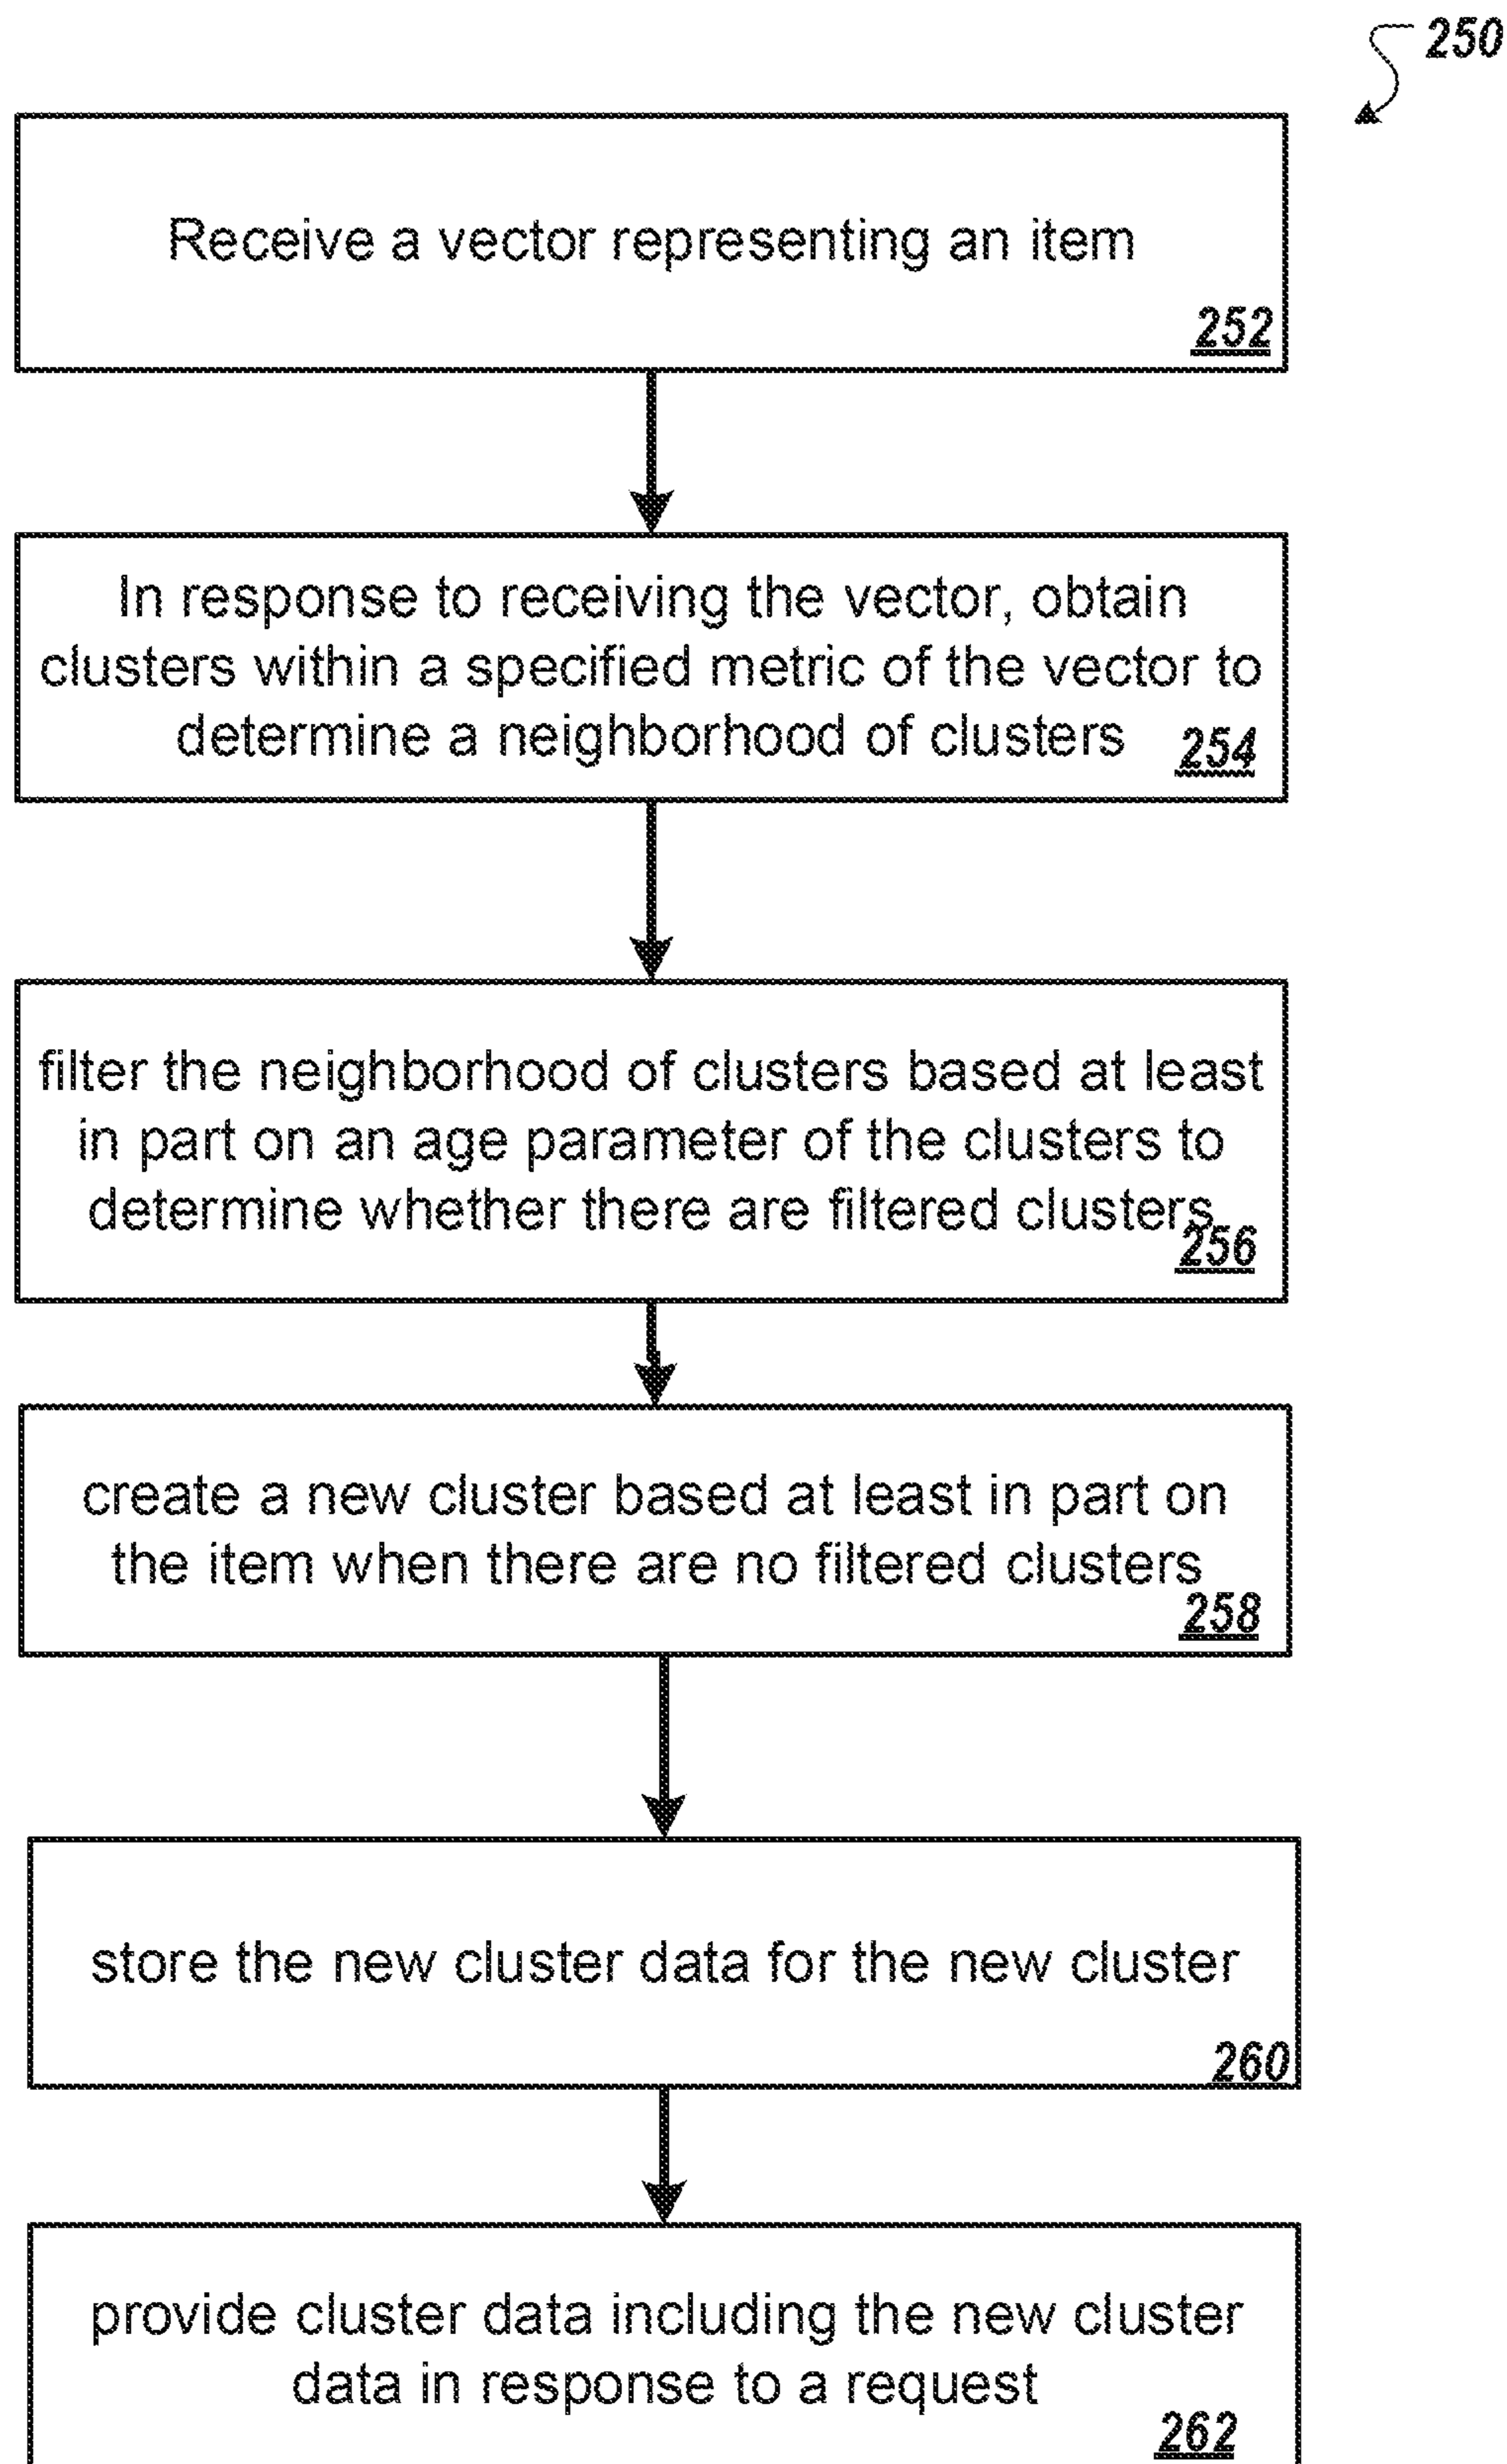 250
Receive a vector representing an item
252
In response to receiving the vector, obtain
clusters within a specified metric of the vector to
determine a neighborhood of clusters
254
filter the neighborhood of clusters based at least
in part on an age parameter of the clusters to
determine whether there are filtered clusters
256
create a new cluster based at least in part on
the item when there are no filtered clusters
258
store the new cluster data for the new cluster
260
provide cluster data including the new cluster
data in response to a request
262